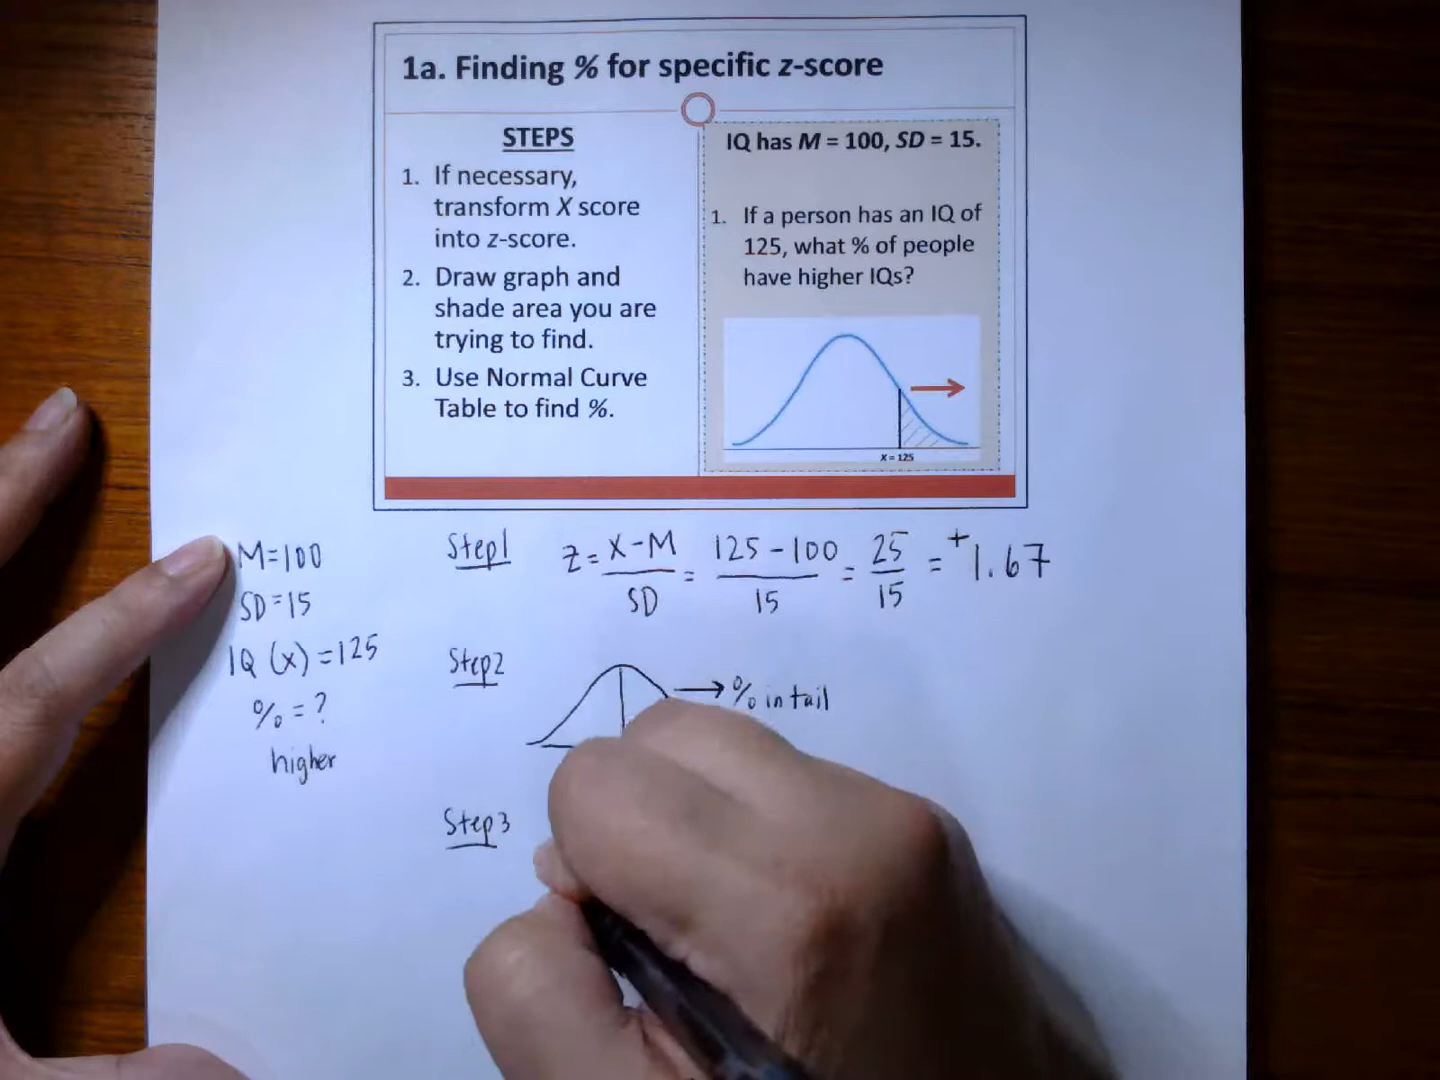 1a. Finding % for specific z-score
STEPS
1. If necessary,
transform X score
into z-score.
2. Draw graph and
shade area you are
trying to find.
3. Use Normal Curve
Table to find %.
IQ has M = 100, SD = 15.
1. If a person has an IQ of
125, what % of people
have higher IQs?
X = 125
M=100
SD=15
IQ (x) =125
% = ?
higher
Step1
z = X-M / SD = 125-100 / 15 = 25 / 15 = +1.67
Step2
% in tail
Step3